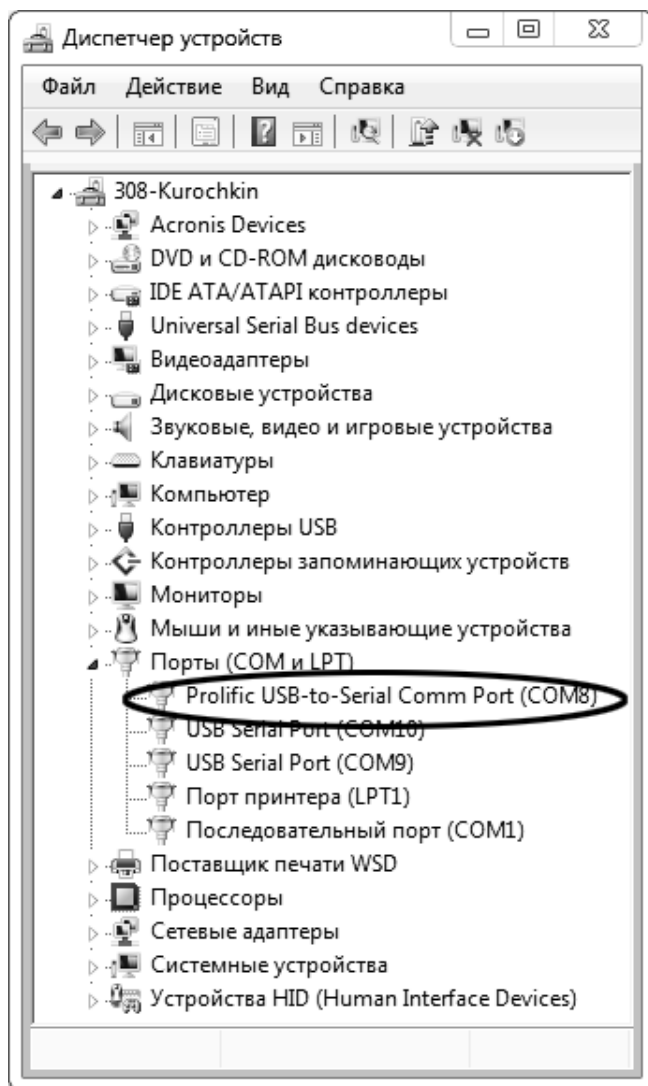 Диспетчер устройств
Файл Действие Вид Справка
308-Kurochkin
Acronis Devices
DVD и CD-ROM дисководы
IDE ATA/ATAPI контроллеры
Universal Serial Bus devices
Видеоадаптеры
Дисковые устройства
Звуковые, видео и игровые устройства
Клавиатуры
Компьютер
Контроллеры USB
Контроллеры запоминающих устройств
Мониторы
Мыши и иные указывающие устройства
Порты (COM и LPT)
Prolific USB-to-Serial Comm Port (COM8)
USB Serial Port (COM10)
USB Serial Port (COM9)
Порт принтера (LPT1)
Последовательный порт (COM1)
Поставщик печати WSD
Процессоры
Сетевые адаптеры
Системные устройства
Устройства HID (Human Interface Devices)